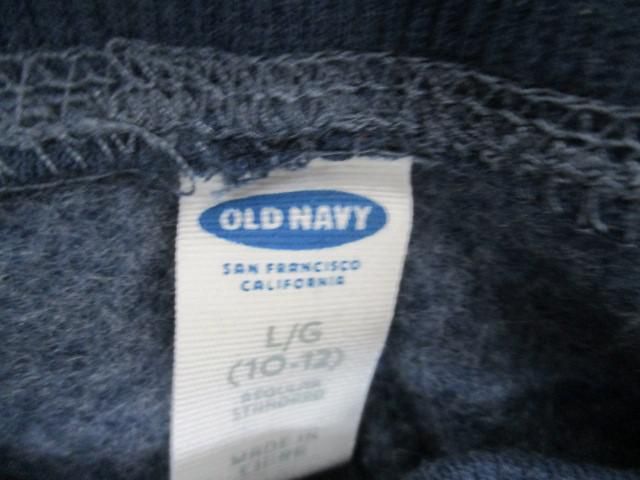 OLD NAVY
SAN FRANCISCO
CALIFORNIA
L/G
(10-12)
REGULAR
STANDARD
MADE IN